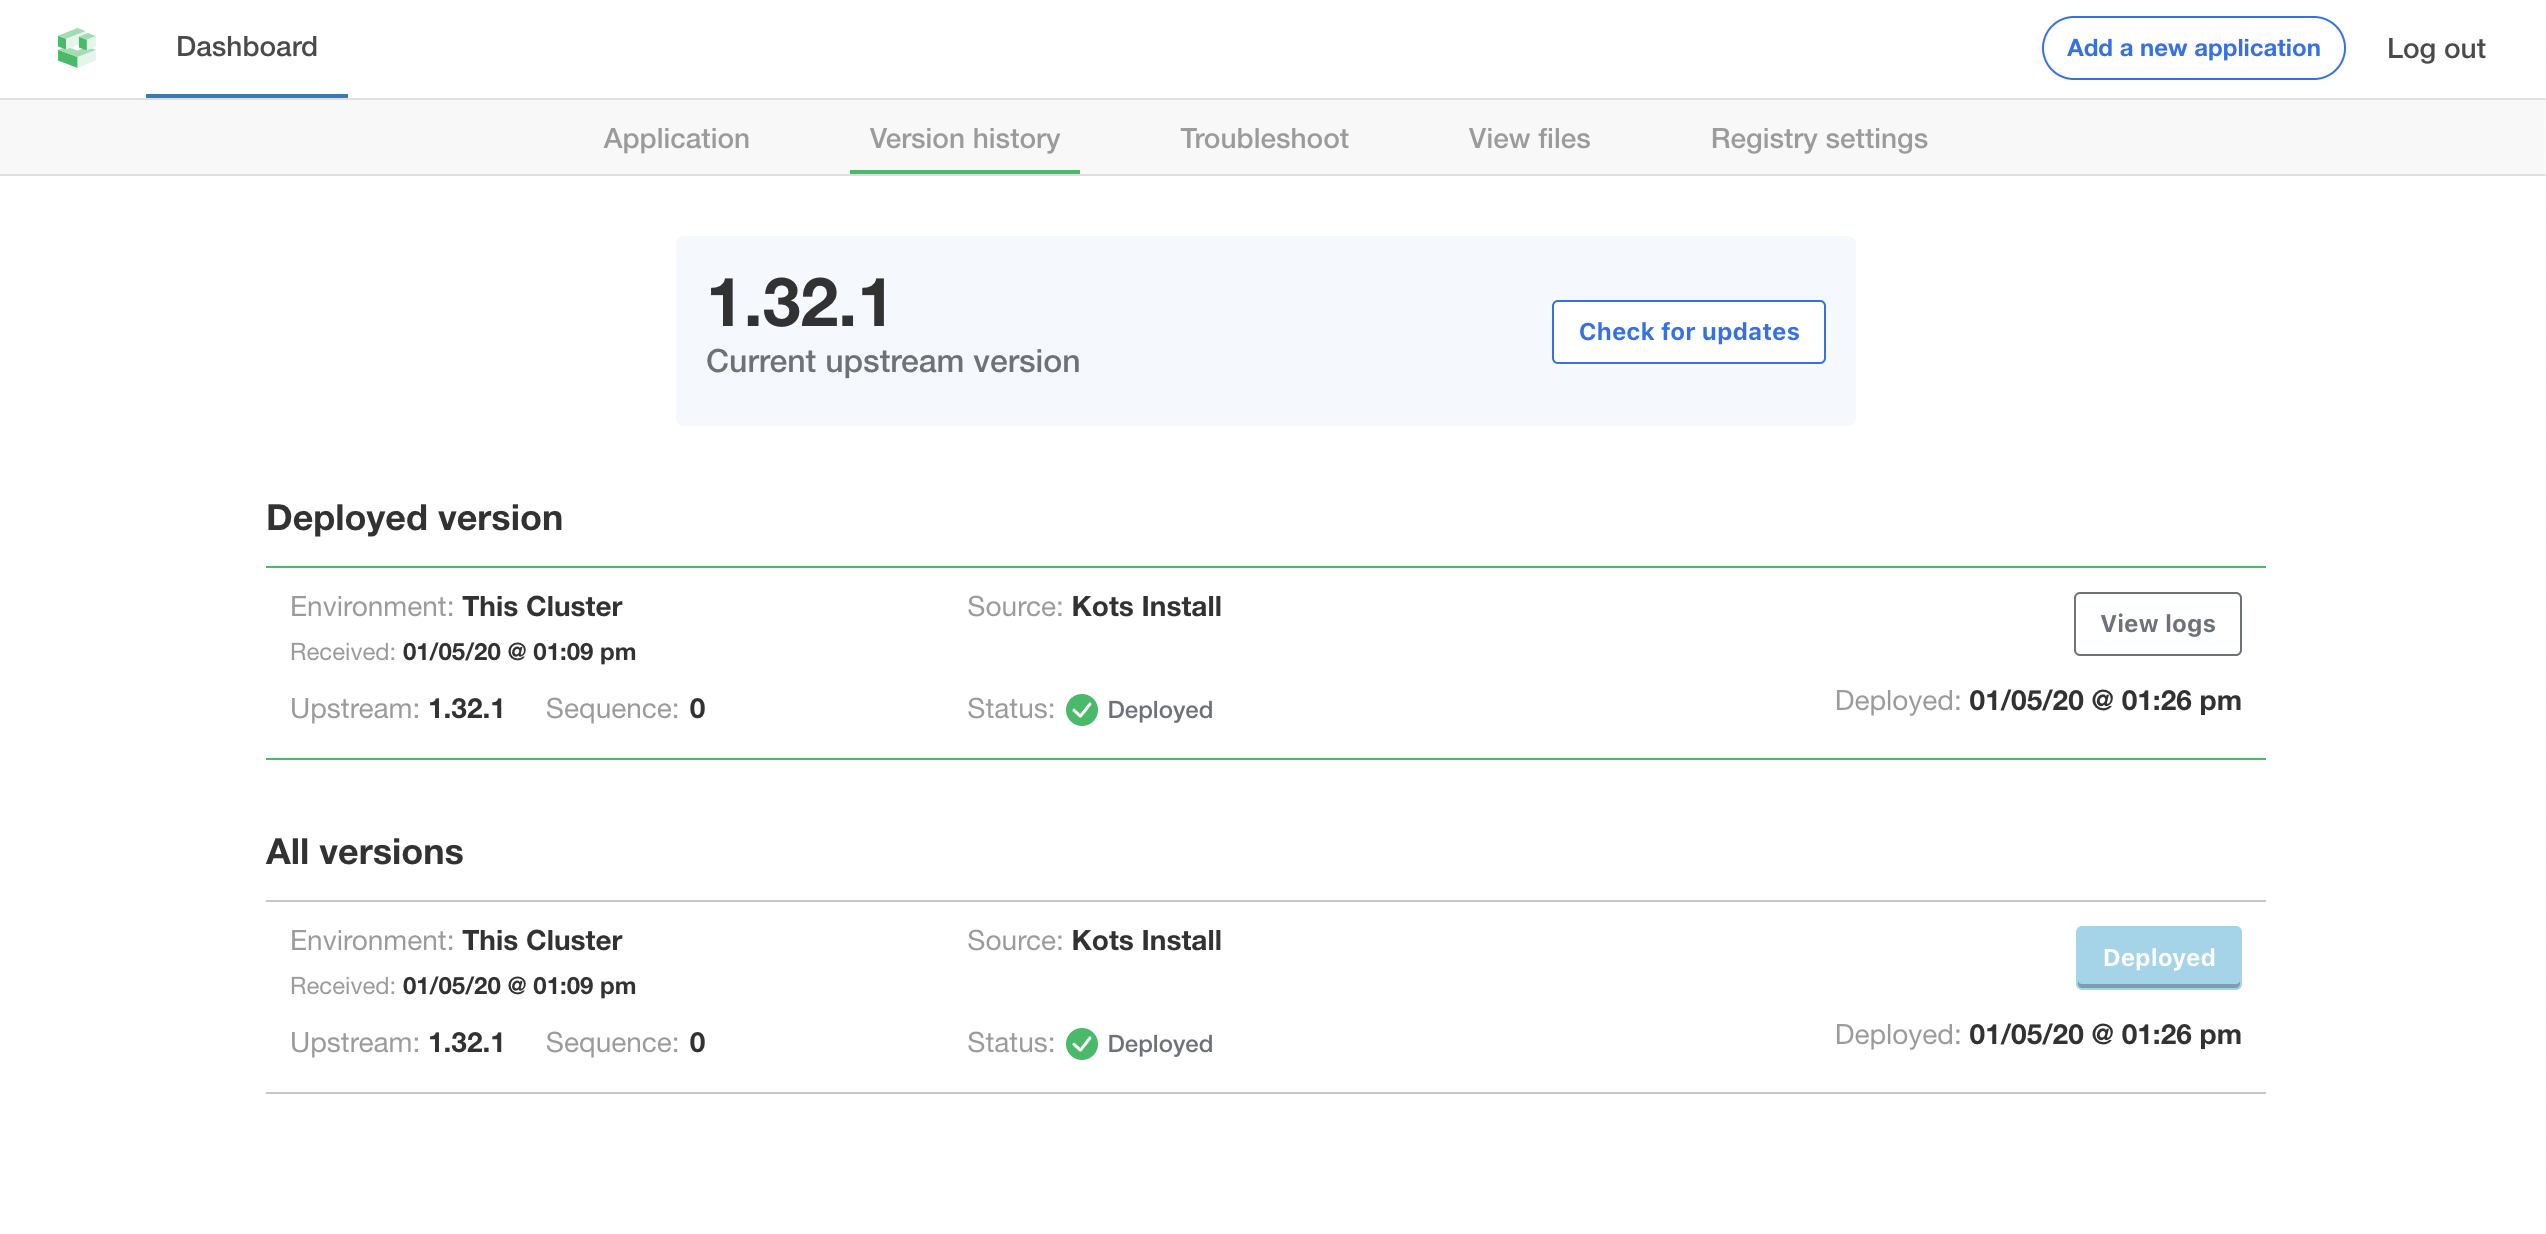 Dashboard
Add a new application
Log out
Application
Version history
Troubleshoot
View files
Registry settings
1.32.1
Current upstream version
Check for updates
Deployed version
Environment: This Cluster
Source: Kots Install
View logs
Received: 01/05/20 @ 01:09 pm
Upstream: 1.32.1 Sequence: 0
Status: Deployed
Deployed: 01/05/20 @ 01:26 pm
All versions
Environment: This Cluster
Source: Kots Install
Deployed
Received: 01/05/20 @ 01:09 pm
Upstream: 1.32.1 Sequence: 0
Status: Deployed
Deployed: 01/05/20 @ 01:26 pm